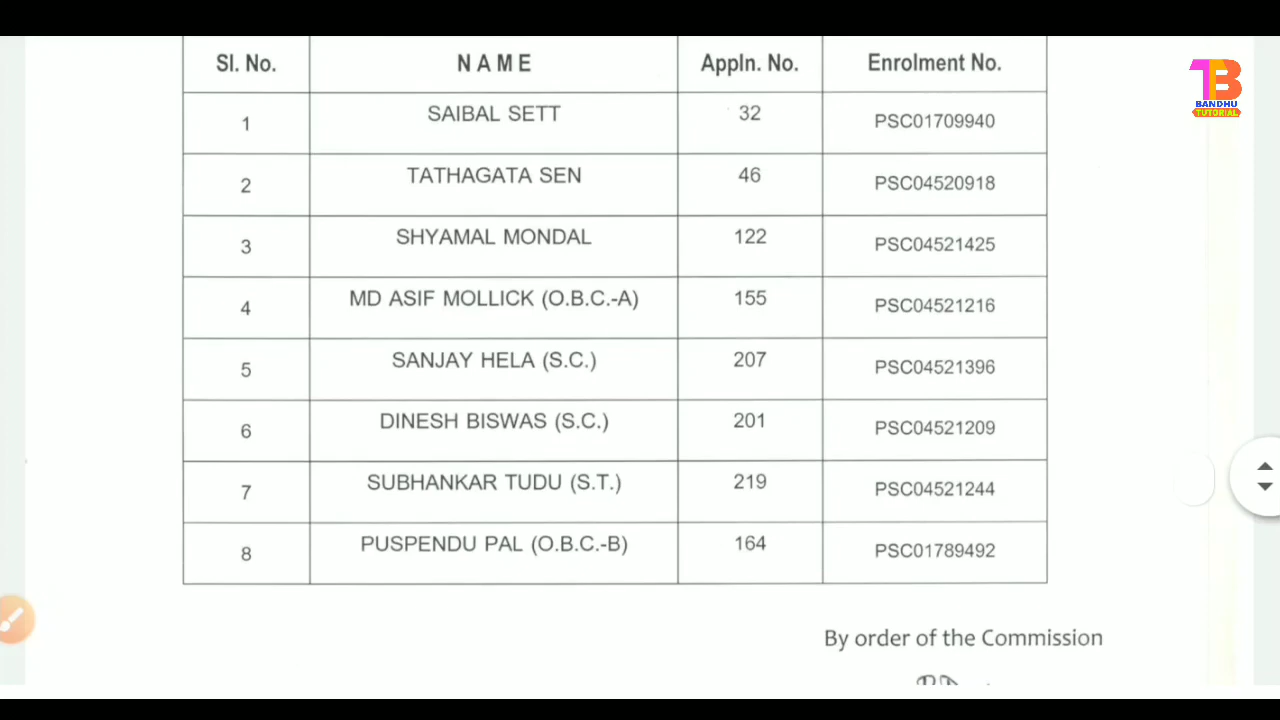 Sl. No. NAME Appln. No. Enrolment No.
1 SAIBAL SETT 32 PSC01709940
2 TATHAGATA SEN 46 PSC04520918
3 SHYAMAL MONDAL 122 PSC04521425
4 MD ASIF MOLLICK (O.B.C.-A) 155 PSC04521216
5 SANJAY HELA (S.C.) 207 PSC04521396
6 DINESH BISWAS (S.C.) 201 PSC04521209
7 SUBHANKAR TUDU (S.T.) 219 PSC04521244
8 PUSPENDU PAL (O.B.C.-B) 164 PSC01789492
By order of the Commission
TB
BANDHU
TUTORIAL